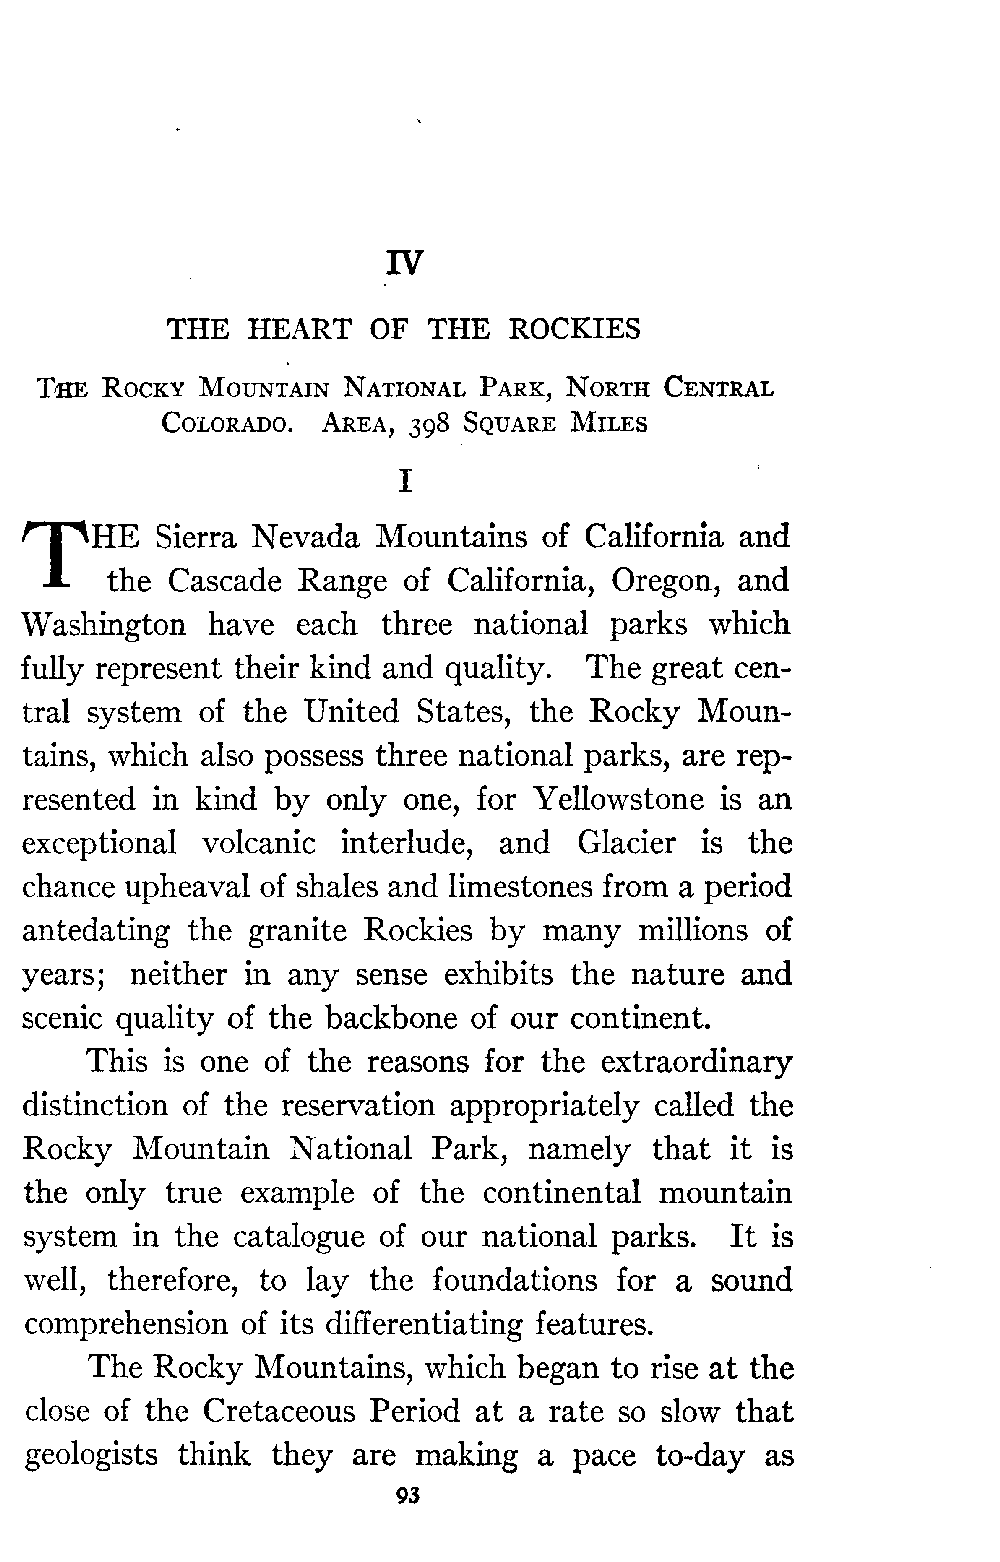 IV
THE HEART OF THE ROCKIES
The Rocky Mountain National Park, North Central
Colorado. Area, 398 Square Miles
I
THE Sierra Nevada Mountains of California and
the Cascade Range of California, Oregon, and
Washington have each three national parks which
fully represent their kind and quality. The great cen-
tral system of the United States, the Rocky Moun-
tains, which also possess three national parks, are rep-
resented in kind by only one, for Yellowstone is an
exceptional volcanic interlude, and Glacier is the
chance upheaval of shales and limestones from a period
antedating the granite Rockies by many millions of
years; neither in any sense exhibits the nature and
scenic quality of the backbone of our continent.
This is one of the reasons for the extraordinary
distinction of the reservation appropriately called the
Rocky Mountain National Park, namely that it is
the only true example of the continental mountain
system in the catalogue of our national parks. It is
well, therefore, to lay the foundations for a sound
comprehension of its differentiating features.
The Rocky Mountains, which began to rise at the
close of the Cretaceous Period at a rate so slow that
geologists think they are making a pace to-day as
93